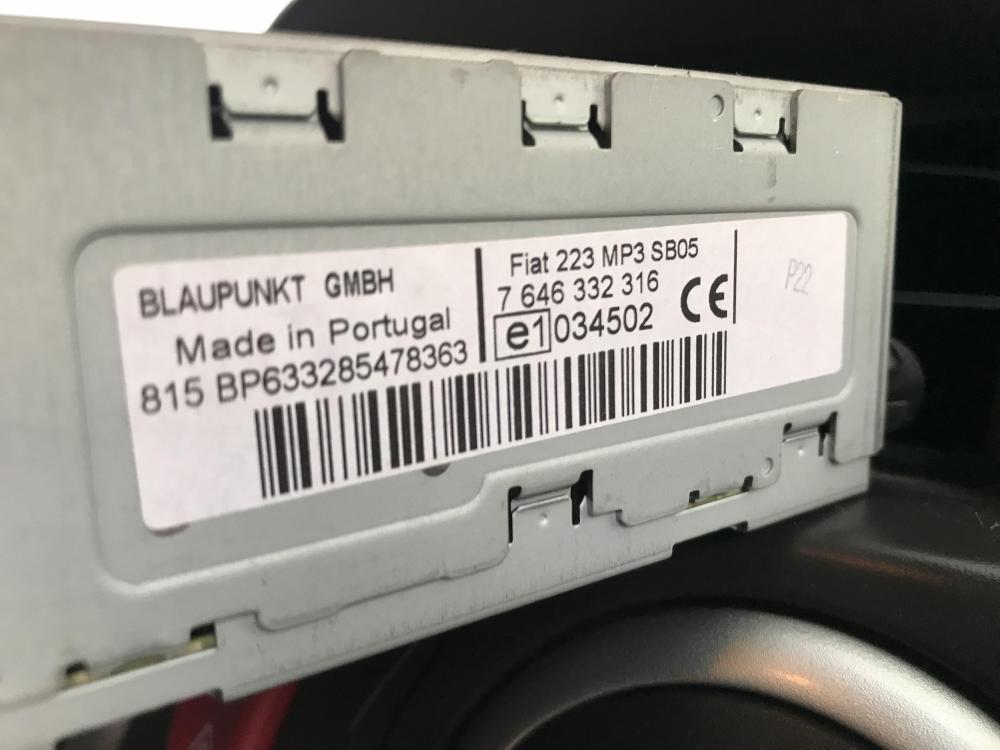 BLAUPUNKT GMBH
Made in Portugal
815 BP633285478363
Fiat 223 MP3 SB05
7 646 332 316
e1 034502
CE
P22